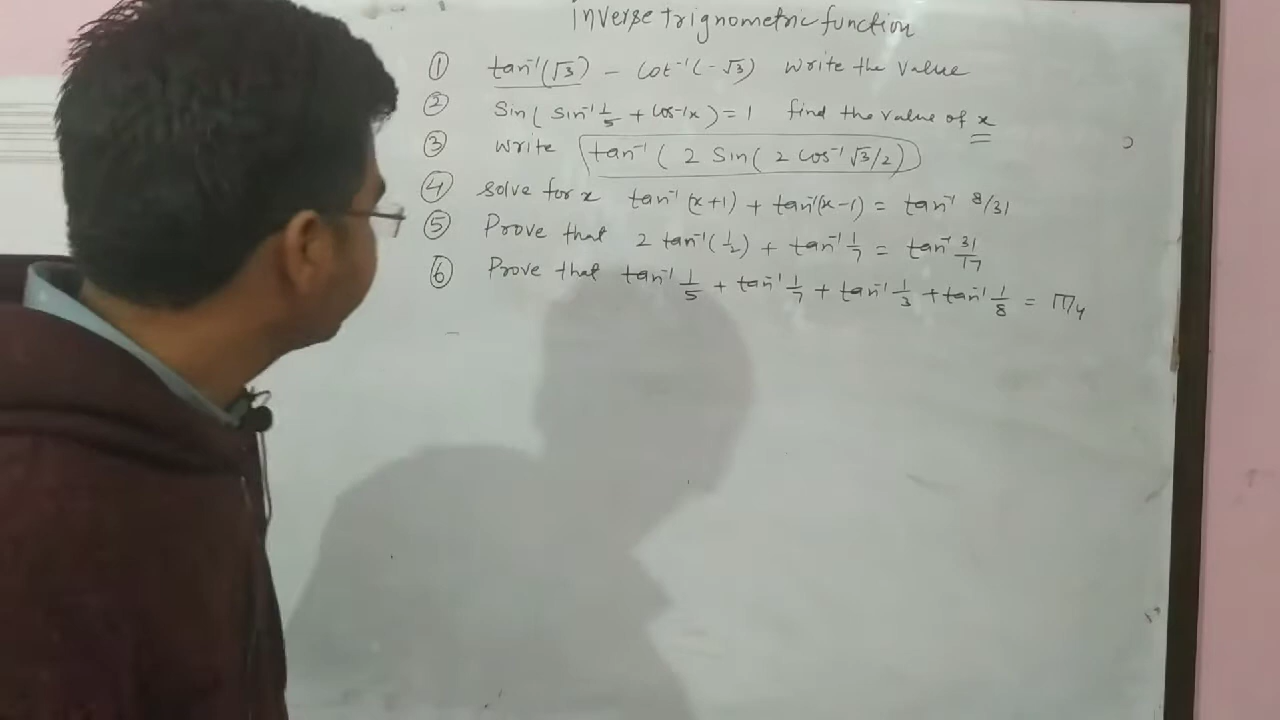 inverse trignometric function
① tan⁻¹(√3) - cot⁻¹(-√3) write the value
② Sin( sin⁻¹ 1/5 + cos⁻¹x ) = 1 find the value of x
③ write tan⁻¹ ( 2 Sin( 2 cos⁻¹ √3/2))
④ solve for x tan⁻¹ (x+1) + tan⁻¹(x-1) = tan⁻¹ 8/31
⑤ Prove that 2 tan⁻¹(1/2) + tan⁻¹ 1/7 = tan⁻¹ 31/17
⑥ Prove that tan⁻¹ 1/5 + tan⁻¹ 1/7 + tan⁻¹ 1/3 + tan⁻¹ 1/8 = π/4